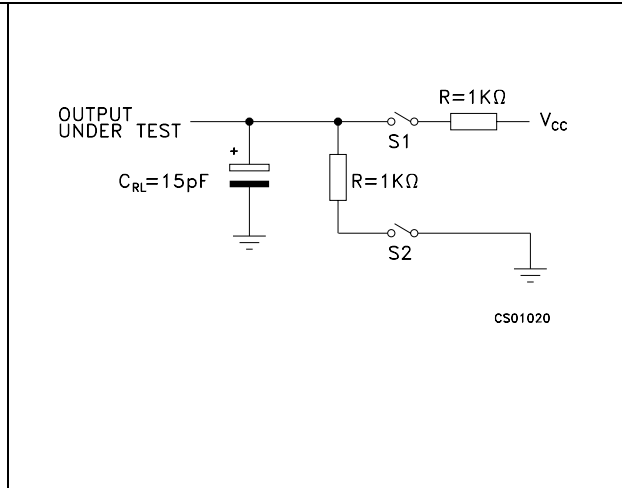 OUTPUT
UNDER TEST
R=1KΩ
VCC
S1
+
CRL=15pF
R=1KΩ
S2
CS01020